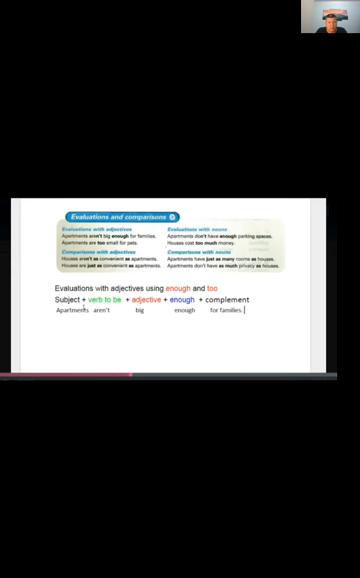 Evaluations and comparisons
Evaluations with adjectives
Apartments aren't big enough for families.
Apartments are too small for pets.
Evaluations with nouns
Apartments don't have enough parking spaces.
Houses cost too much money.
Comparisons with adjectives
Houses aren't as convenient as apartments.
Houses are just as convenient as apartments.
Comparisons with nouns
Apartments have just as many rooms as houses.
Apartments don't have as much privacy as houses.
Evaluations with adjectives using enough and too
Subject + verb to be + adjective + enough + complement
Apartments aren't big enough for families.